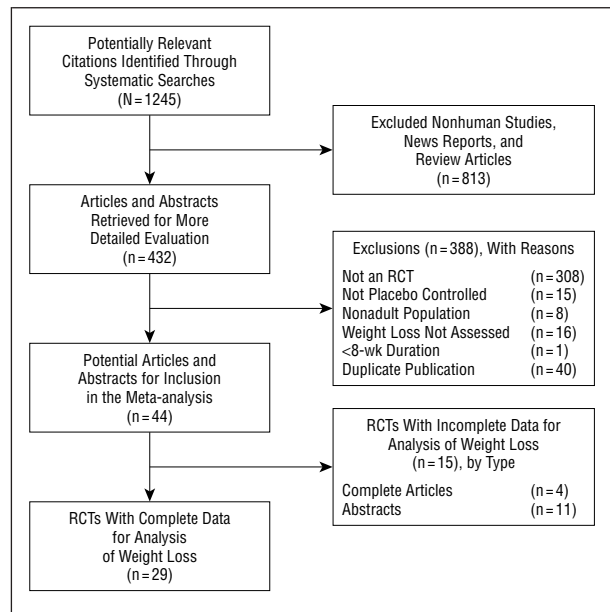 Potentially Relevant
Citations Identified Through
Systematic Searches
(N=1245)
Excluded Nonhuman Studies,
News Reports, and
Review Articles
(n=813)
Articles and Abstracts
Retrieved for More
Detailed Evaluation
(n=432)
Exclusions (n=388), With Reasons
Not an RCT (n=308)
Not Placebo Controlled (n=15)
Nonadult Population (n=8)
Weight Loss Not Assessed (n=16)
<8-wk Duration (n=1)
Duplicate Publication (n=40)
Potential Articles and
Abstracts for Inclusion
in the Meta-analysis
(n=44)
RCTs With Incomplete Data for
Analysis of Weight Loss
(n=15), by Type
Complete Articles (n=4)
Abstracts (n=11)
RCTs With Complete Data
for Analysis
of Weight Loss
(n=29)